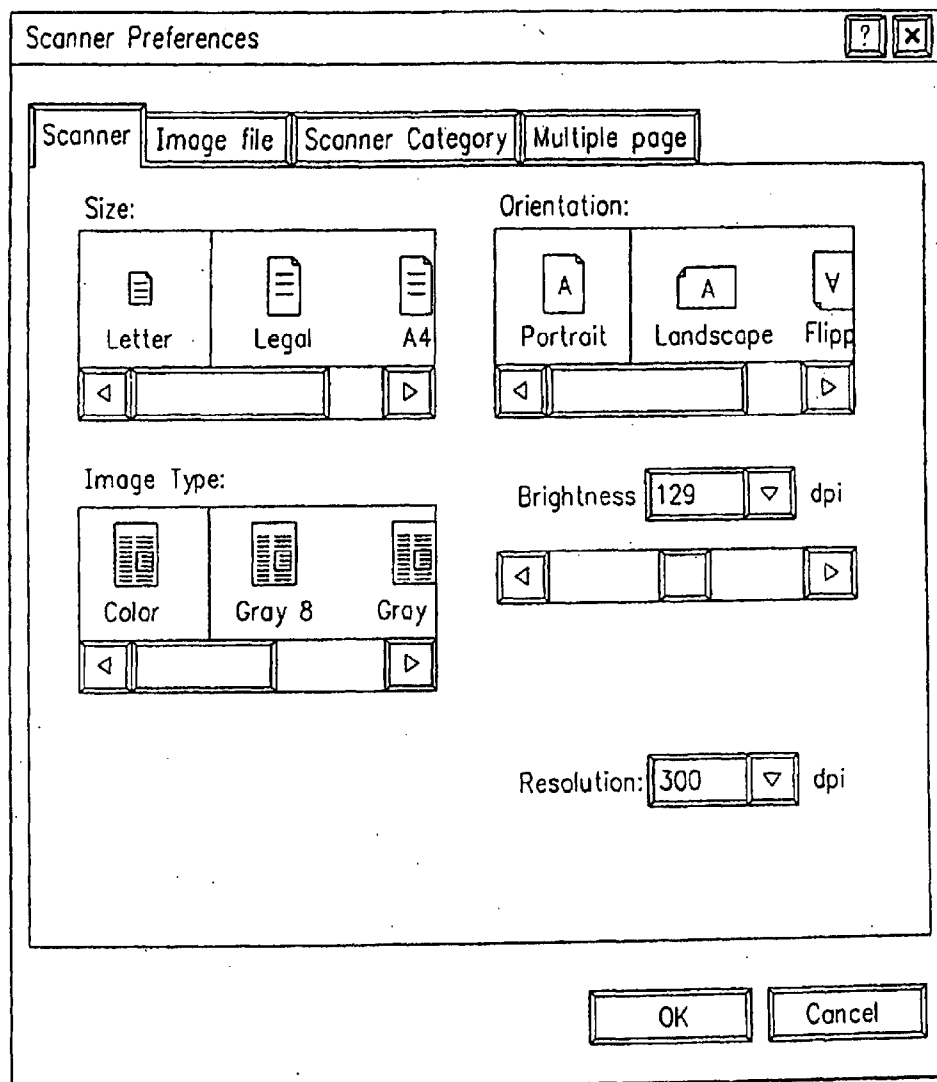 Scanner Preferences ?
Scanner Image file Scanner Category Multiple page
Size:
Letter Legal A4
Orientation:
A A A
Portrait Landscape Flipp
Image Type:
Color Gray 8 Gray
Brightness 129 dpi
Resolution: 300 dpi
OK Cancel